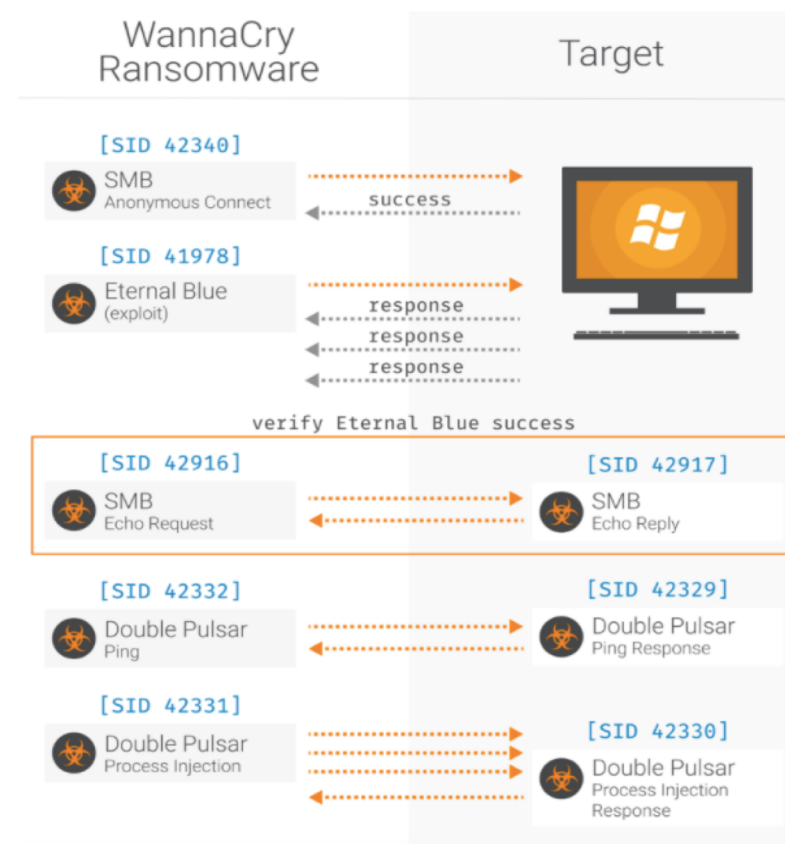 WannaCry
Ransomware
Target
[SID 42340]
SMB
Anonymous Connect
success
[SID 41978]
Eternal Blue
(exploit)
response
response
response
verify Eternal Blue success
[SID 42916]
SMB
Echo Request
[SID 42917]
SMB
Echo Reply
[SID 42332]
Double Pulsar
Ping
[SID 42329]
Double Pulsar
Ping Response
[SID 42331]
Double Pulsar
Process Injection
[SID 42330]
Double Pulsar
Process Injection
Response